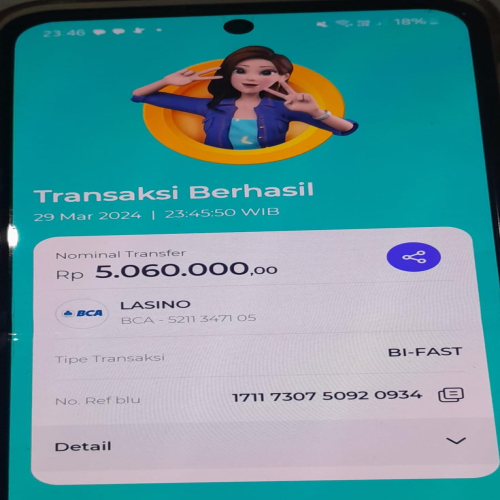 23:46 18%
Transaksi Berhasil
29 Mar 2024 | 23:45:50 WIB
Nominal Transfer
Rp 5.060.000,00
BCA
LASINO
BCA - 5211 3471 05
Tipe Transaksi BI-FAST
No. Ref blu 1711 7307 5092 0934
Detail